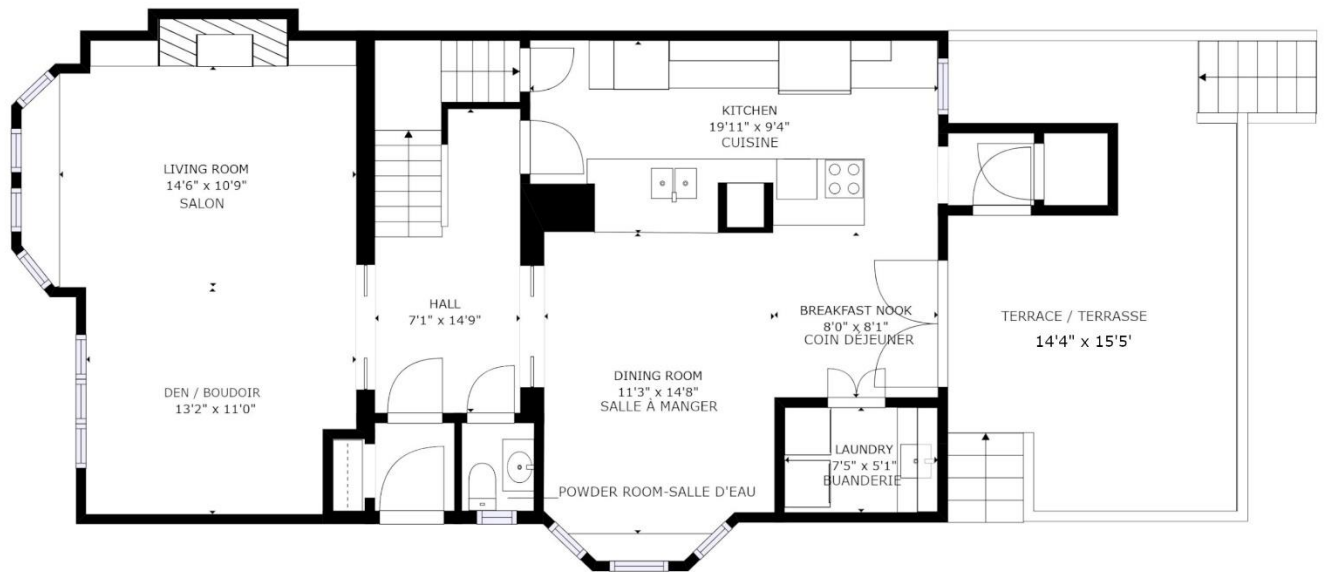 LIVING ROOM
14'6" x 10'9"
SALON
DEN / BOUDOIR
13'2" x 11'0"
HALL
7'1" x 14'9"
KITCHEN
19'11" x 9'4"
CUISINE
BREAKFAST NOOK
8'0" x 8'1"
COIN DÉJEUNER
DINING ROOM
11'3" x 14'8"
SALLE À MANGER
LAUNDRY
7'5" x 5'1"
BUANDERIE
POWDER ROOM-SALLE D'EAU
TERRACE / TERRASSE
14'4" x 15'5'